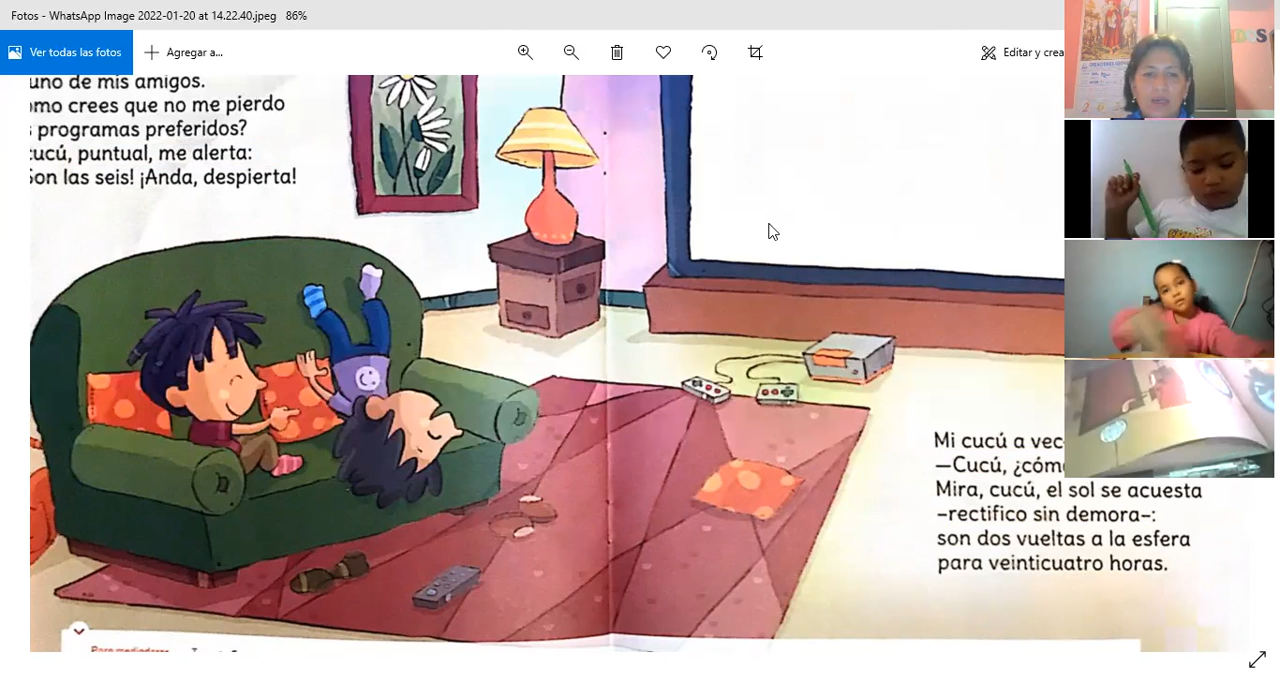 Fotos - WhatsApp Image 2022-01-20 at 14.22.40.jpeg 86%
Ver todas las fotos
Agregar a...
Editar y crea
uno de mis amigos.
omo crees que no me pierdo
s programas preferidos?
cucú, puntual, me alerta:
Son las seis! ¡Anda, despierta!
Mi cucú a vec
—Cucú, ¿cóm
Mira, cucú, el sol se acuesta
–rectifico sin demora–:
son dos vueltas a la esfera
para veinticuatro horas.